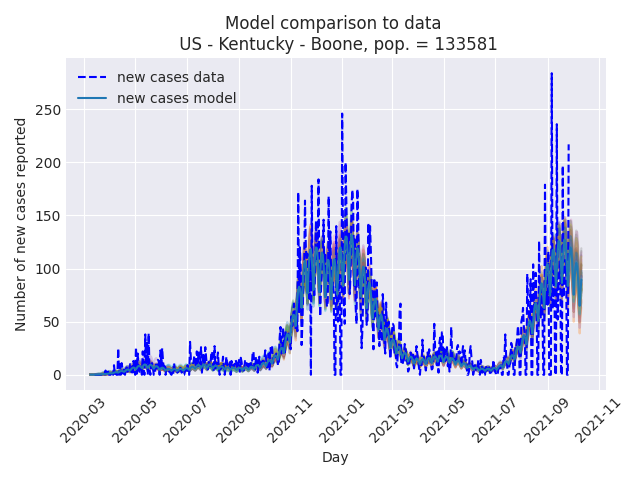 Model comparison to data
US - Kentucky - Boone, pop. = 133581
new cases data
new cases model
Number of new cases reported
250
200
150
100
50
0
2020-03
2020-05
2020-07
2020-09
2020-11
2021-01
2021-03
2021-05
2021-07
2021-09
2021-11
Day